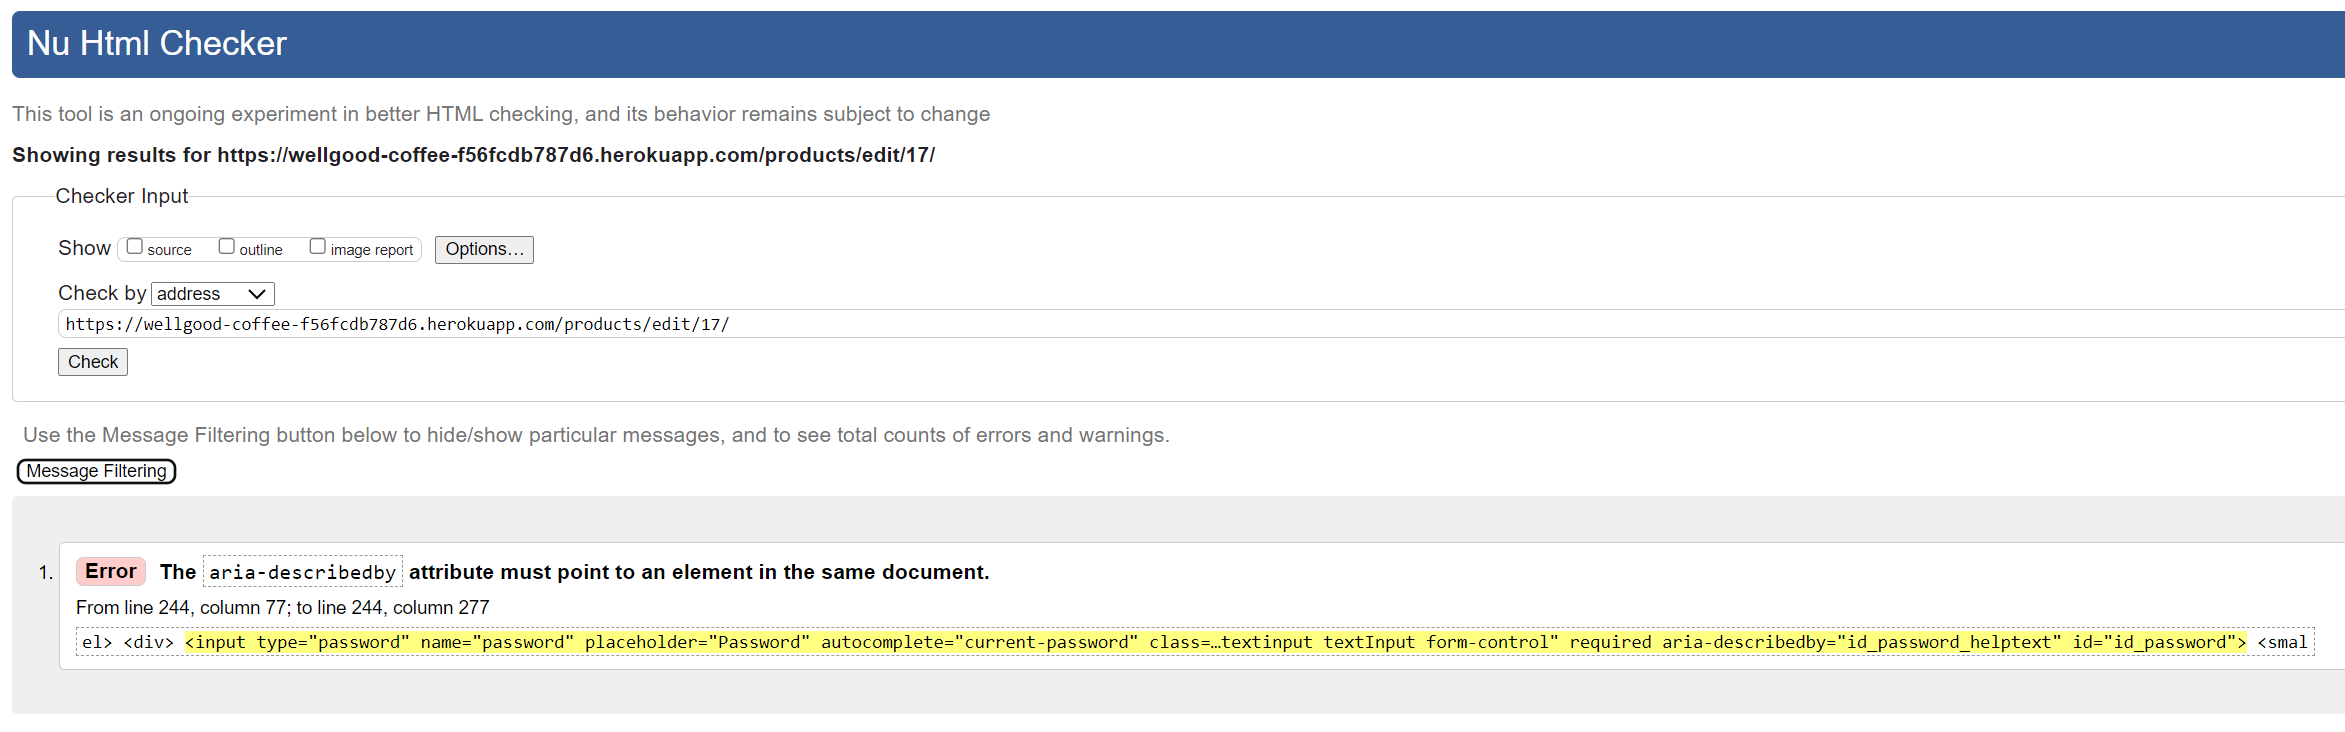 Nu Html Checker
This tool is an ongoing experiment in better HTML checking, and its behavior remains subject to change
Showing results for https://wellgood-coffee-f56fcdb787d6.herokuapp.com/products/edit/17/
Checker Input
Show source outline image report Options...
Check by address
https://wellgood-coffee-f56fcdb787d6.herokuapp.com/products/edit/17/
Check
Use the Message Filtering button below to hide/show particular messages, and to see total counts of errors and warnings.
Message Filtering
1. Error The aria-describedby attribute must point to an element in the same document.
From line 244, column 77; to line 244, column 277
el> <div> <input type="password" name="password" placeholder="Password" autocomplete="current-password" class=…textinput textInput form-control" required aria-describedby="id_password_helptext" id="id_password"> <smal